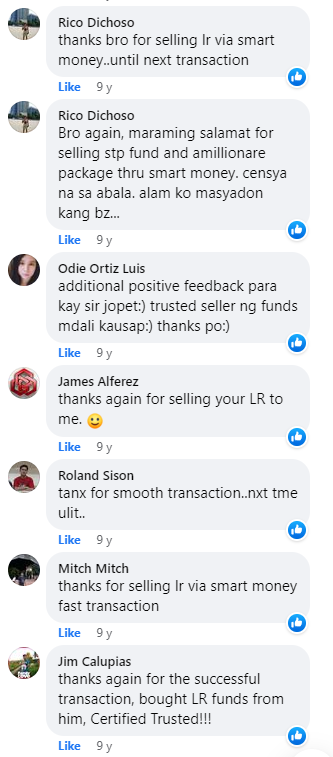 Rico Dichoso
thanks bro for selling lr via smart
money..until next transaction
Like 9 y
Rico Dichoso
Bro again, maraming salamat for
selling stp fund and amillionare
package thru smart money. censya
na sa abala. alam ko masyadon
kang bz...
Like 9 y
Odie Ortiz Luis
additional positive feedback para
kay sir jopet:) trusted seller ng funds
mdali kausap:) thanks po:)
Like 9 y
James Alferez
thanks again for selling your LR to
me. 🙂
Like 9 y
Roland Sison
tanx for smooth transaction..nxt tme
ulit..
Like 9 y
Mitch Mitch
thanks for selling lr via smart money
fast transaction
Like 9 y
Jim Calupias
thanks again for the successful
transaction, bought LR funds from
him, Certified Trusted!!!
Like 9 y